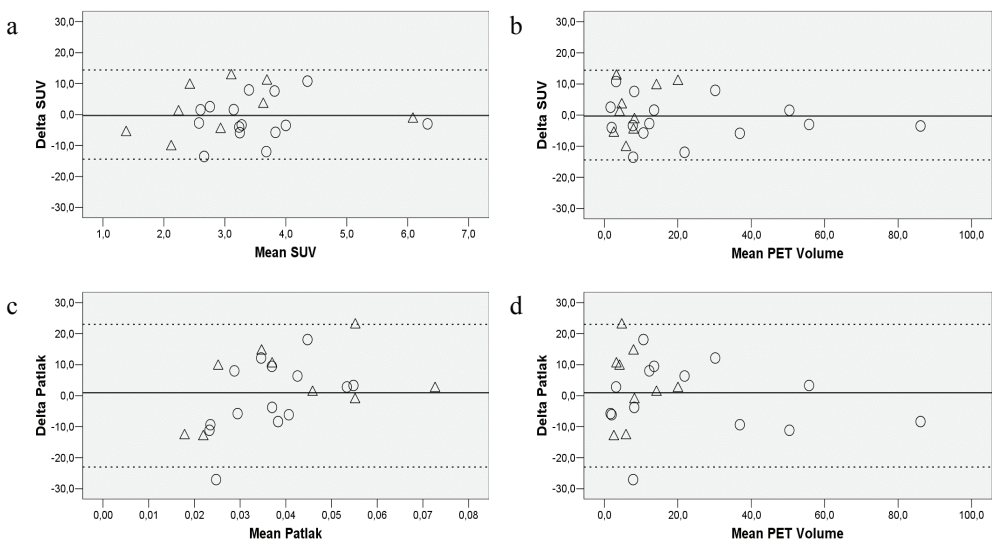 a
30,0
20,0
10,0
0,0
-10,0
-20,0
-30,0
Delta SUV
1,0 2,0 3,0 4,0 5,0 6,0 7,0
Mean SUV
b
30,0
20,0
10,0
0,0
-10,0
-20,0
-30,0
Delta SUV
0,0 20,0 40,0 60,0 80,0 100,0
Mean PET Volume
c
30,0
20,0
10,0
0,0
-10,0
-20,0
-30,0
Delta Patlak
0,00 0,01 0,02 0,03 0,04 0,05 0,06 0,07 0,08
Mean Patlak
d
30,0
20,0
10,0
0,0
-10,0
-20,0
-30,0
Delta Patlak
0,0 20,0 40,0 60,0 80,0 100,0
Mean PET Volume